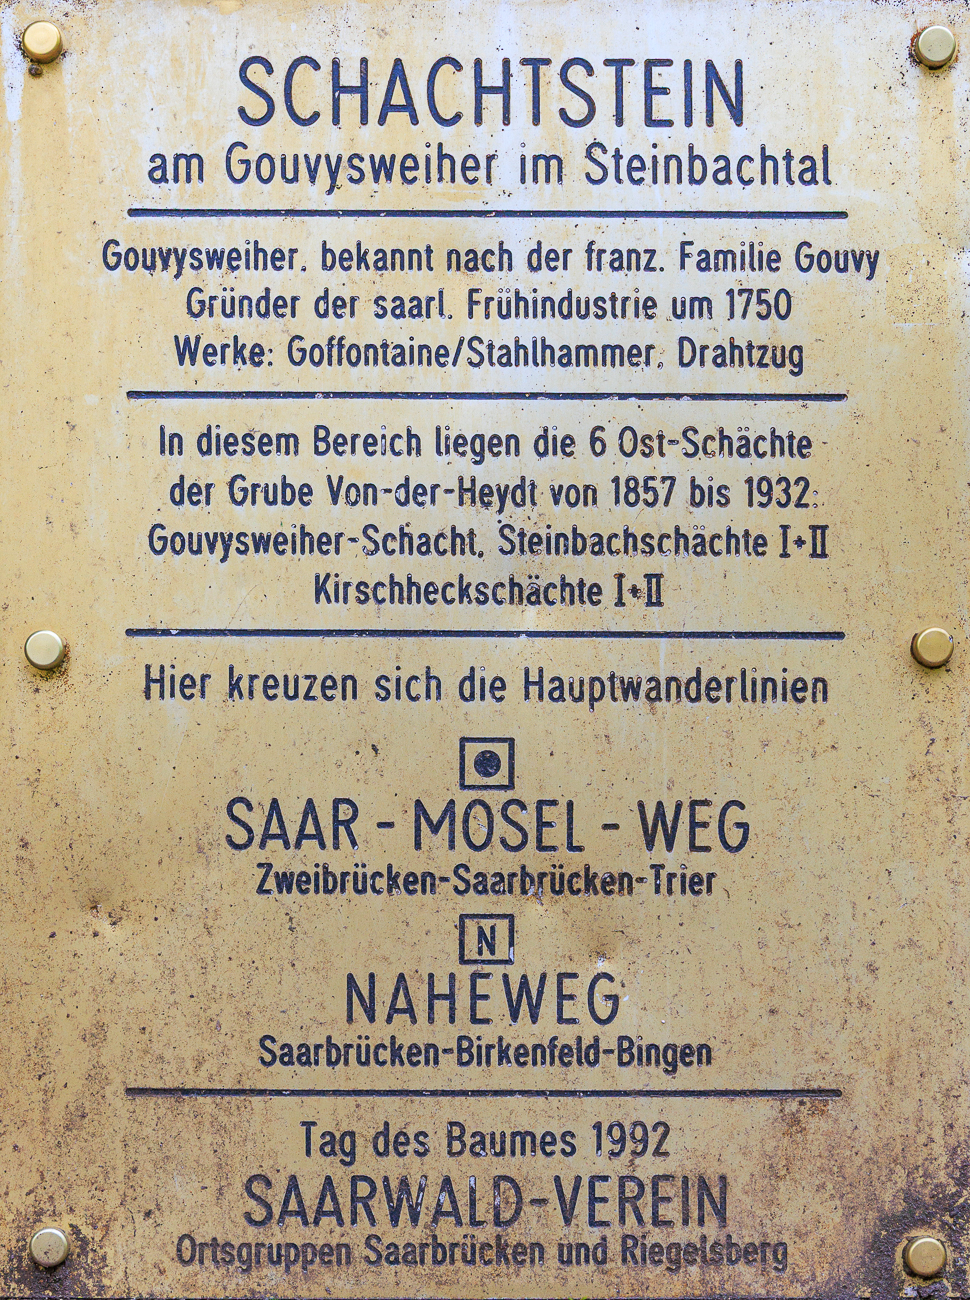 SCHACHTSTEIN
am Gouvysweiher im Steinbachtal
Gouvysweiher, bekannt nach der franz. Familie Gouvy
Gründer der saarl. Frühindustrie um 1750
Werke: Goffontaine/Stahlhammer, Drahtzug
In diesem Bereich liegen die 6 Ost-Schächte
der Grube Von-der-Heydt von 1857 bis 1932:
Gouvysweiher-Schacht, Steinbachschächte I+II
Kirschheckschächte I+II
Hier kreuzen sich die Hauptwanderlinien
SAAR - MOSEL - WEG
Zweibrücken-Saarbrücken-Trier
N
NAHEWEG
Saarbrücken-Birkenfeld-Bingen
Tag des Baumes 1992
SAARWALD-VEREIN
Ortsgruppen Saarbrücken und Riegelsberg